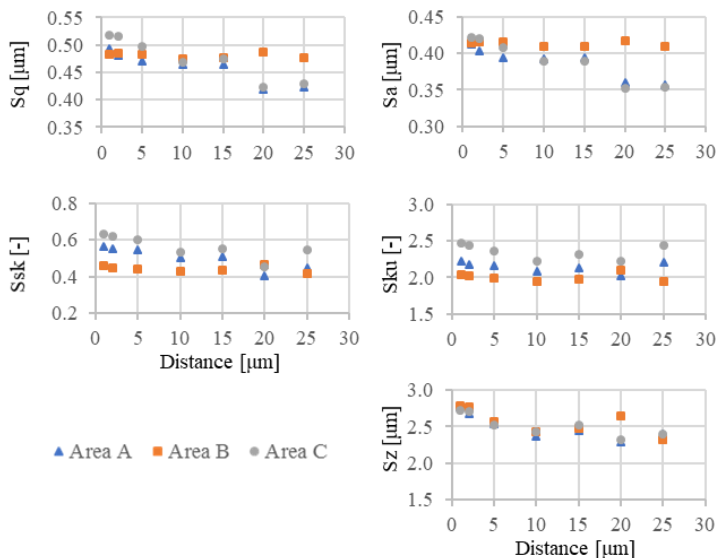 Sq [μm]
0.55
0.50
0.45
0.40
0.35
0 5 10 15 20 25 30
Sa [μm]
0.45
0.40
0.35
0.30
0 5 10 15 20 25 30
Ssk [-]
0.8
0.6
0.4
0.2
0 5 10 15 20 25 30
Distance [μm]
Sku [-]
3.0
2.5
2.0
1.5
0 5 10 15 20 25 30
Area A Area B Area C
Sz [μm]
3.0
2.5
2.0
1.5
0 5 10 15 20 25 30
Distance [μm]